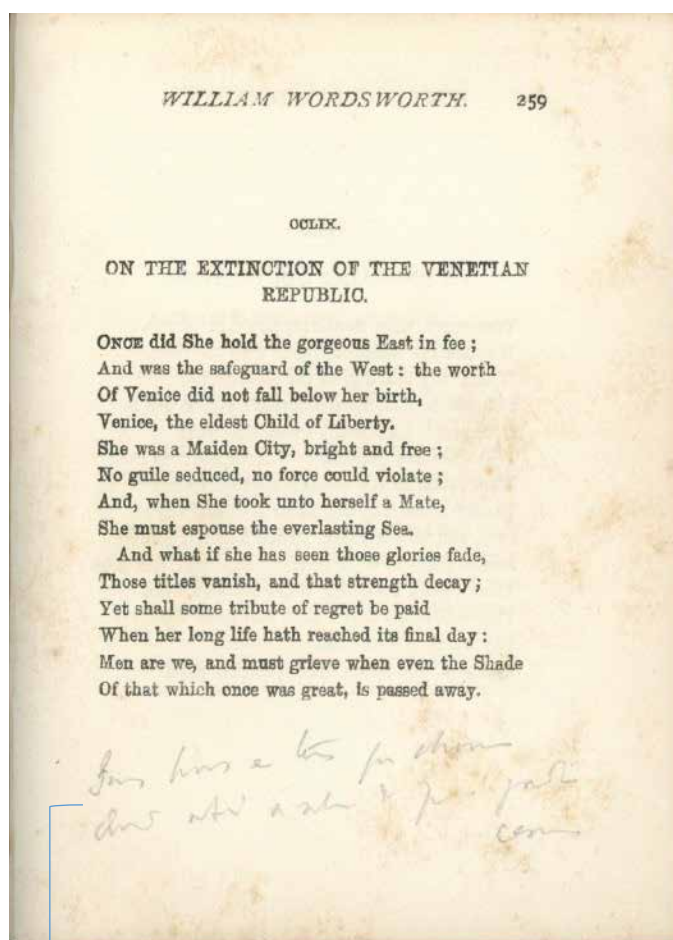 WILLIAM WORDSWORTH. 259
CCLIX.
ON THE EXTINCTION OF THE VENETIAN
REPUBLIC.
ONCE did She hold the gorgeous East in fee ;
And was the safeguard of the West : the worth
Of Venice did not fall below her birth,
Venice, the eldest Child of Liberty.
She was a Maiden City, bright and free ;
No guile seduced, no force could violate ;
And, when She took unto herself a Mate,
She must espouse the everlasting Sea.
And what if she has seen those glories fade,
Those titles vanish, and that strength decay ;
Yet shall some tribute of regret be paid
When her long life hath reached its final day :
Men are we, and must grieve when even the Shade
Of that which once was great, is passed away.